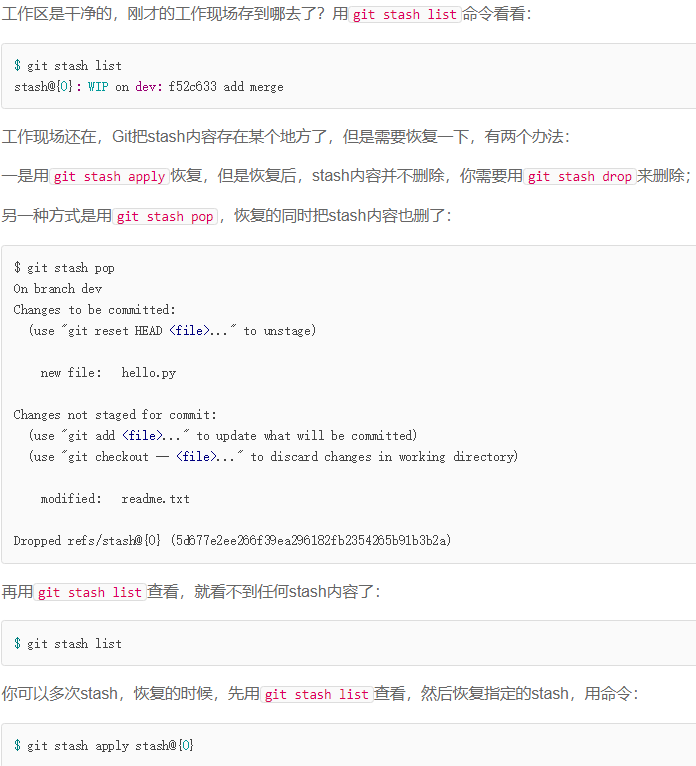 工作区是干净的，刚才的工作现场存到哪去了？用git stash list命令看看：
$ git stash list
stash@{0}: WIP on dev: f52c633 add merge
工作现场还在，Git把stash内容存在某个地方了，但是需要恢复一下，有两个办法：
一是用git stash apply恢复，但是恢复后，stash内容并不删除，你需要用git stash drop来删除；
另一种方式是用git stash pop，恢复的同时把stash内容也删了：
$ git stash pop
On branch dev
Changes to be committed:
  (use "git reset HEAD <file>..." to unstage)
    new file:   hello.py
Changes not staged for commit:
  (use "git add <file>..." to update what will be committed)
  (use "git checkout -- <file>..." to discard changes in working directory)
    modified:   readme.txt
Dropped refs/stash@{0} (5d677e2ee266f39ea296182fb2354265b91b3b2a)
再用git stash list查看，就看不到任何stash内容了：
$ git stash list
你可以多次stash，恢复的时候，先用git stash list查看，然后恢复指定的stash，用命令：
$ git stash apply stash@{0}